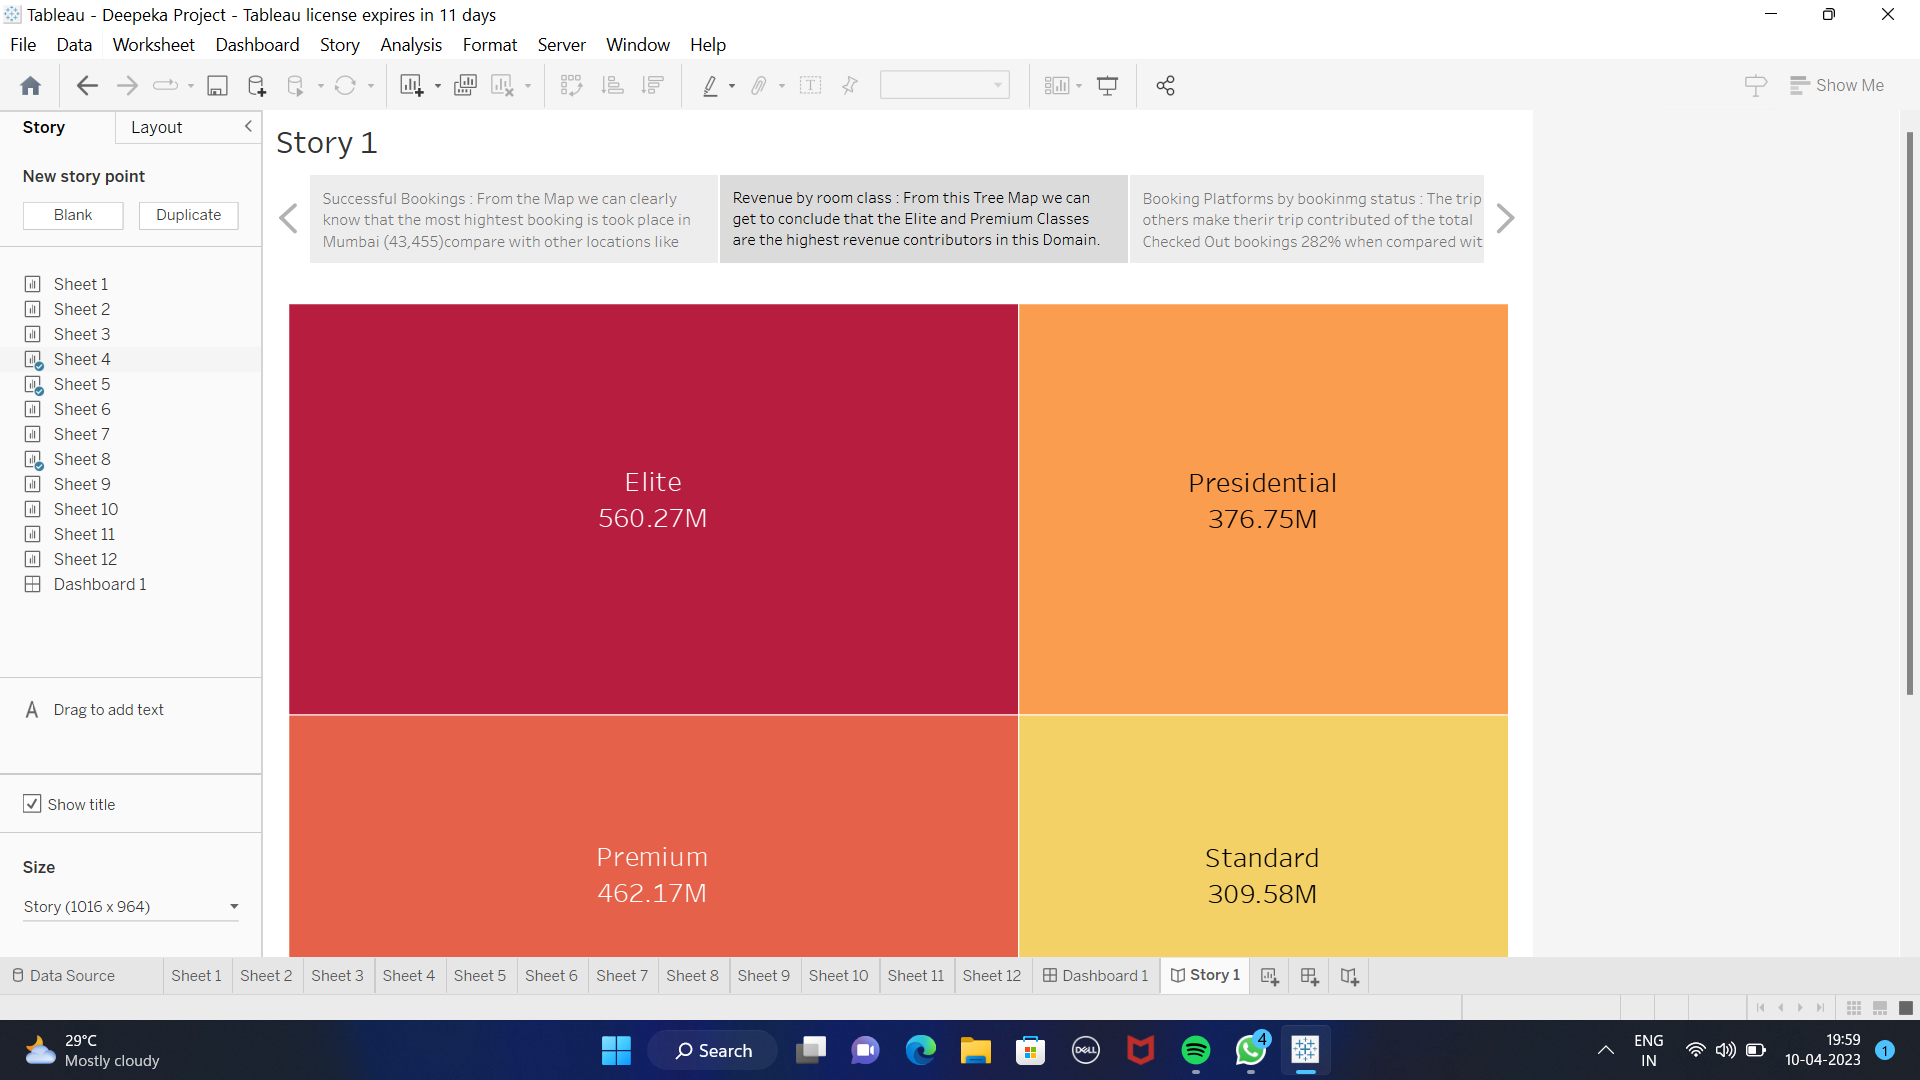 Tableau - Deepeka Project - Tableau license expires in 11 days
File Data Worksheet Dashboard Story Analysis Format Server Window Help
Show Me
Story Layout
New story point
Blank Duplicate
Sheet 1
Sheet 2
Sheet 3
Sheet 4
Sheet 5
Sheet 6
Sheet 7
Sheet 8
Sheet 9
Sheet 10
Sheet 11
Sheet 12
Dashboard 1
A Drag to add text
Show title
Size
Story (1016 x 964)
Story 1
Successful Bookings : From the Map we can clearly
know that the most hightest booking is took place in
Mumbai (43,455)compare with other locations like
Revenue by room class : From this Tree Map we can
get to conclude that the Elite and Premium Classes
are the highest revenue contributors in this Domain.
Booking Platforms by bookinmg status : The trip
others make therir trip contributed of the total
Checked Out bookings 282% when compared wit
Elite
560.27M
Presidential
376.75M
Premium
462.17M
Standard
309.58M
Data Source Sheet 1 Sheet 2 Sheet 3 Sheet 4 Sheet 5 Sheet 6 Sheet 7 Sheet 8 Sheet 9 Sheet 10 Sheet 11 Sheet 12 Dashboard 1 Story 1
29°C
Mostly cloudy
Search
DELL
4
ENG
IN
19:59
10-04-2023
1